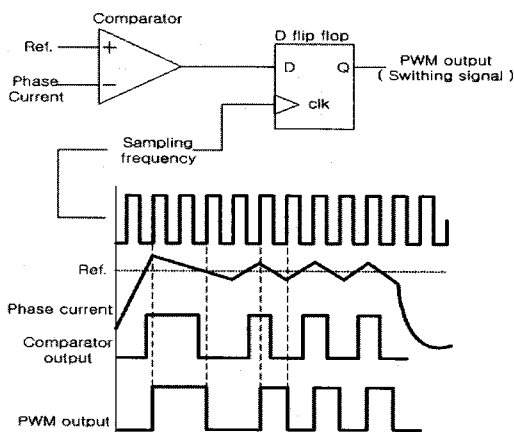 Comparator
D flip flop
Ref.
+
D
Q
PWM output
( Swithing signal )
Phase
Current
−
clk
Sampling
frequency
Ref.
Phase current
Comparator
output
PWM output